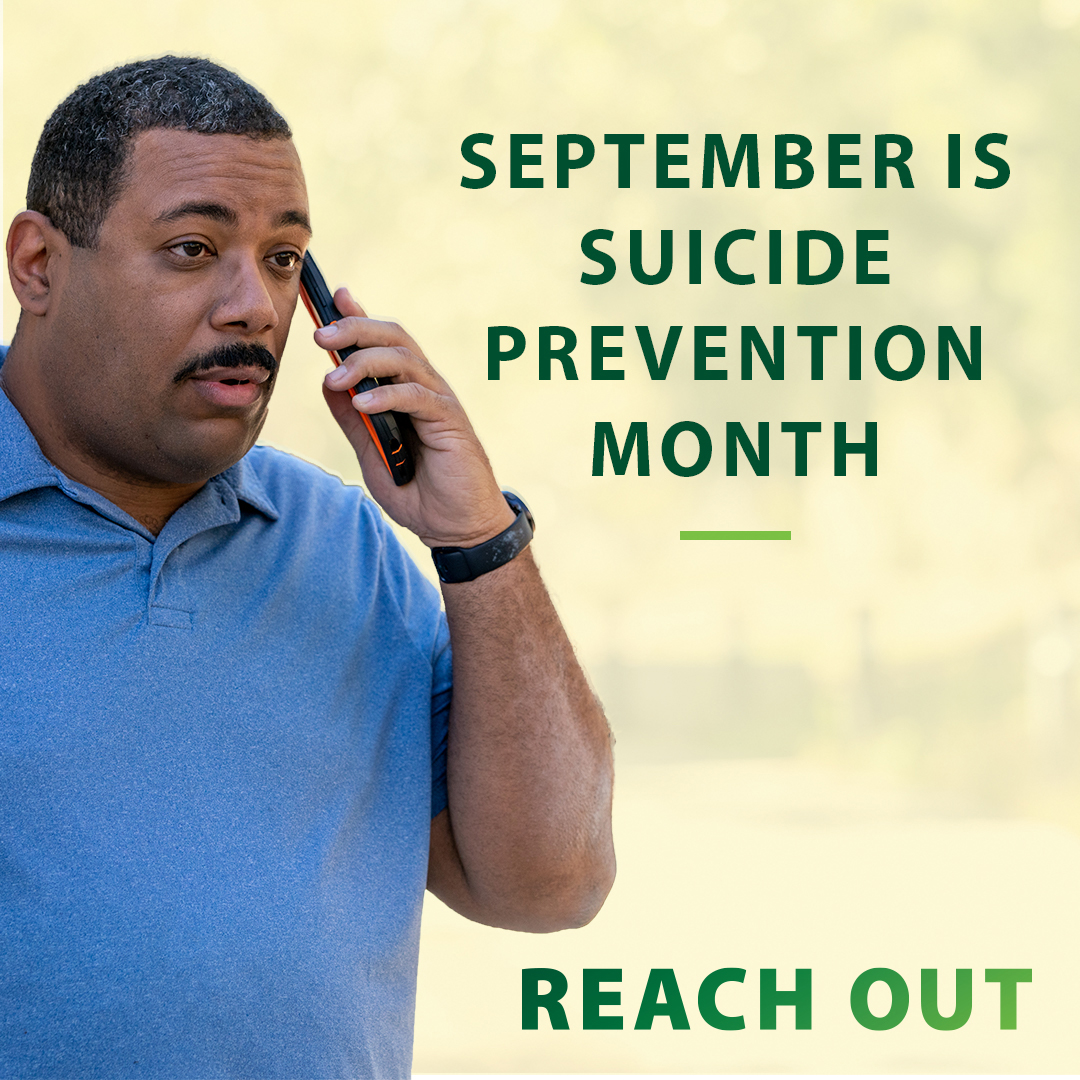 SEPTEMBER IS
SUICIDE
PREVENTION
MONTH
REACH OUT